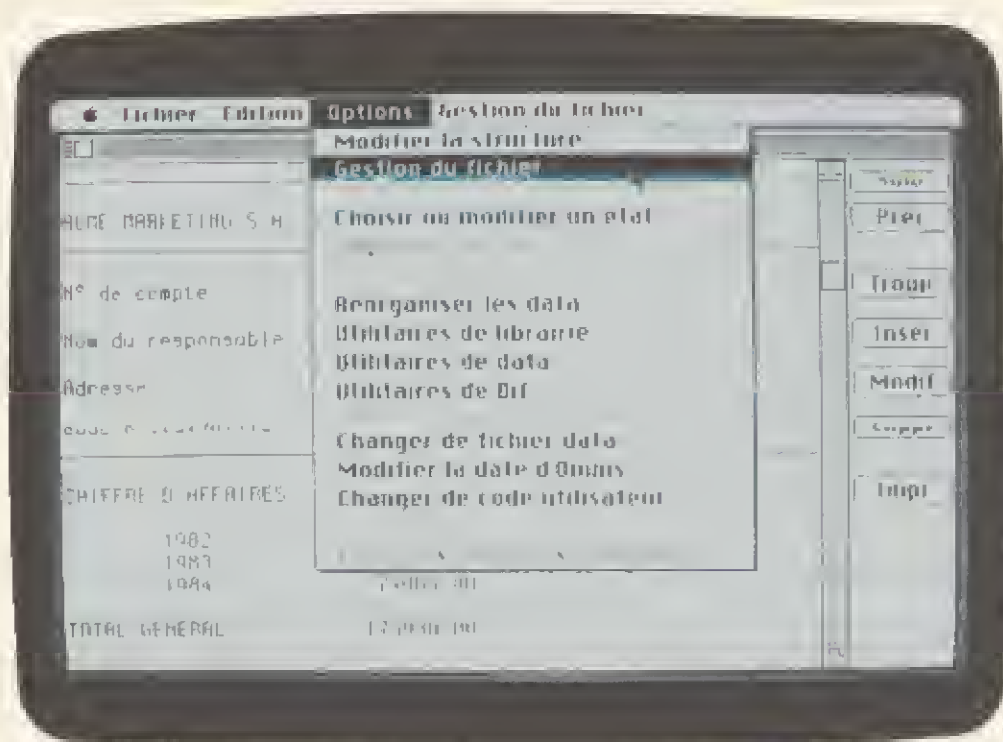 Fichier Edition Options Gestion du fichier
Modifier la structure
Gestion du fichier
Choisir ou modifier un etat
Réorganiser les data
Utilitaires de librairie
Utilitaires de data
Utilitaires de Dif
Changer de fichier data
Modifier la date d'Omnis
Changer de code utilisateur
MARKETING S A
N° de compte
Nom du responsable
Adresse
CHIFFRE D AFFAIRES
1982
1983
1984
TOTAL GENERAL
Prec
Trouv
Inser
Modif
Suppr
Impr